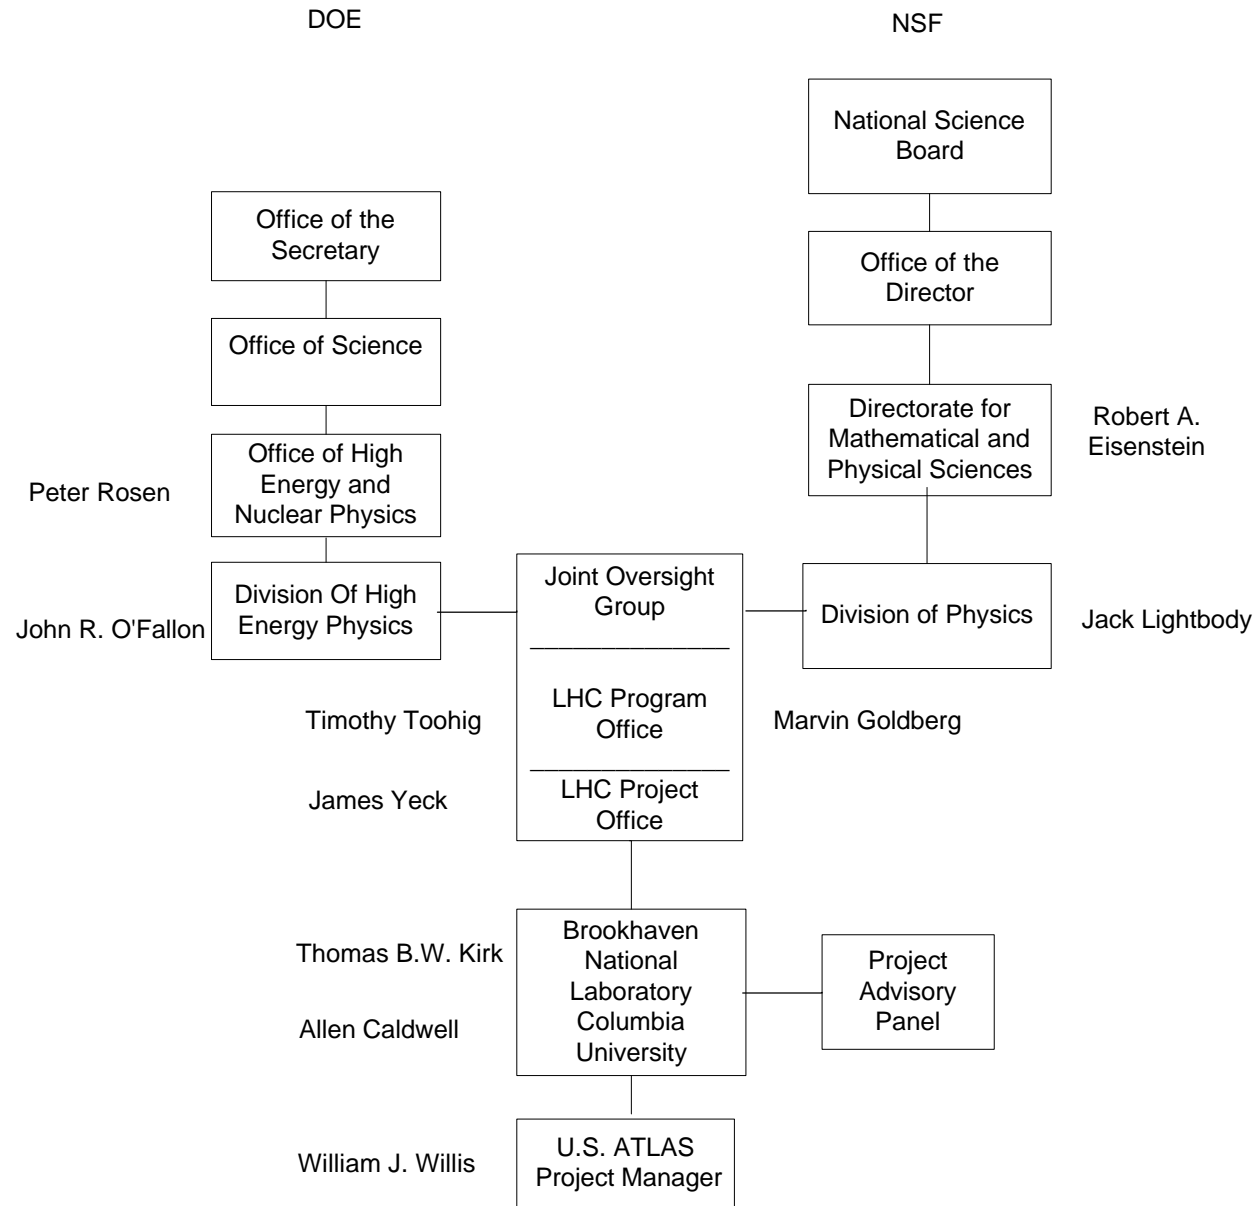 DOE
NSF
National Science
Board
Office of the
Secretary
Office of the
Director
Office of Science
Directorate for
Mathematical and
Physical Sciences
Robert A.
Eisenstein
Peter Rosen
Office of High
Energy and
Nuclear Physics
John R. O'Fallon
Division Of High
Energy Physics
Joint Oversight
Group
Division of Physics
Jack Lightbody
Timothy Toohig
LHC Program
Office
Marvin Goldberg
James Yeck
LHC Project
Office
Thomas B.W. Kirk
Allen Caldwell
Brookhaven
National
Laboratory
Columbia
University
Project
Advisory
Panel
William J. Willis
U.S. ATLAS
Project Manager